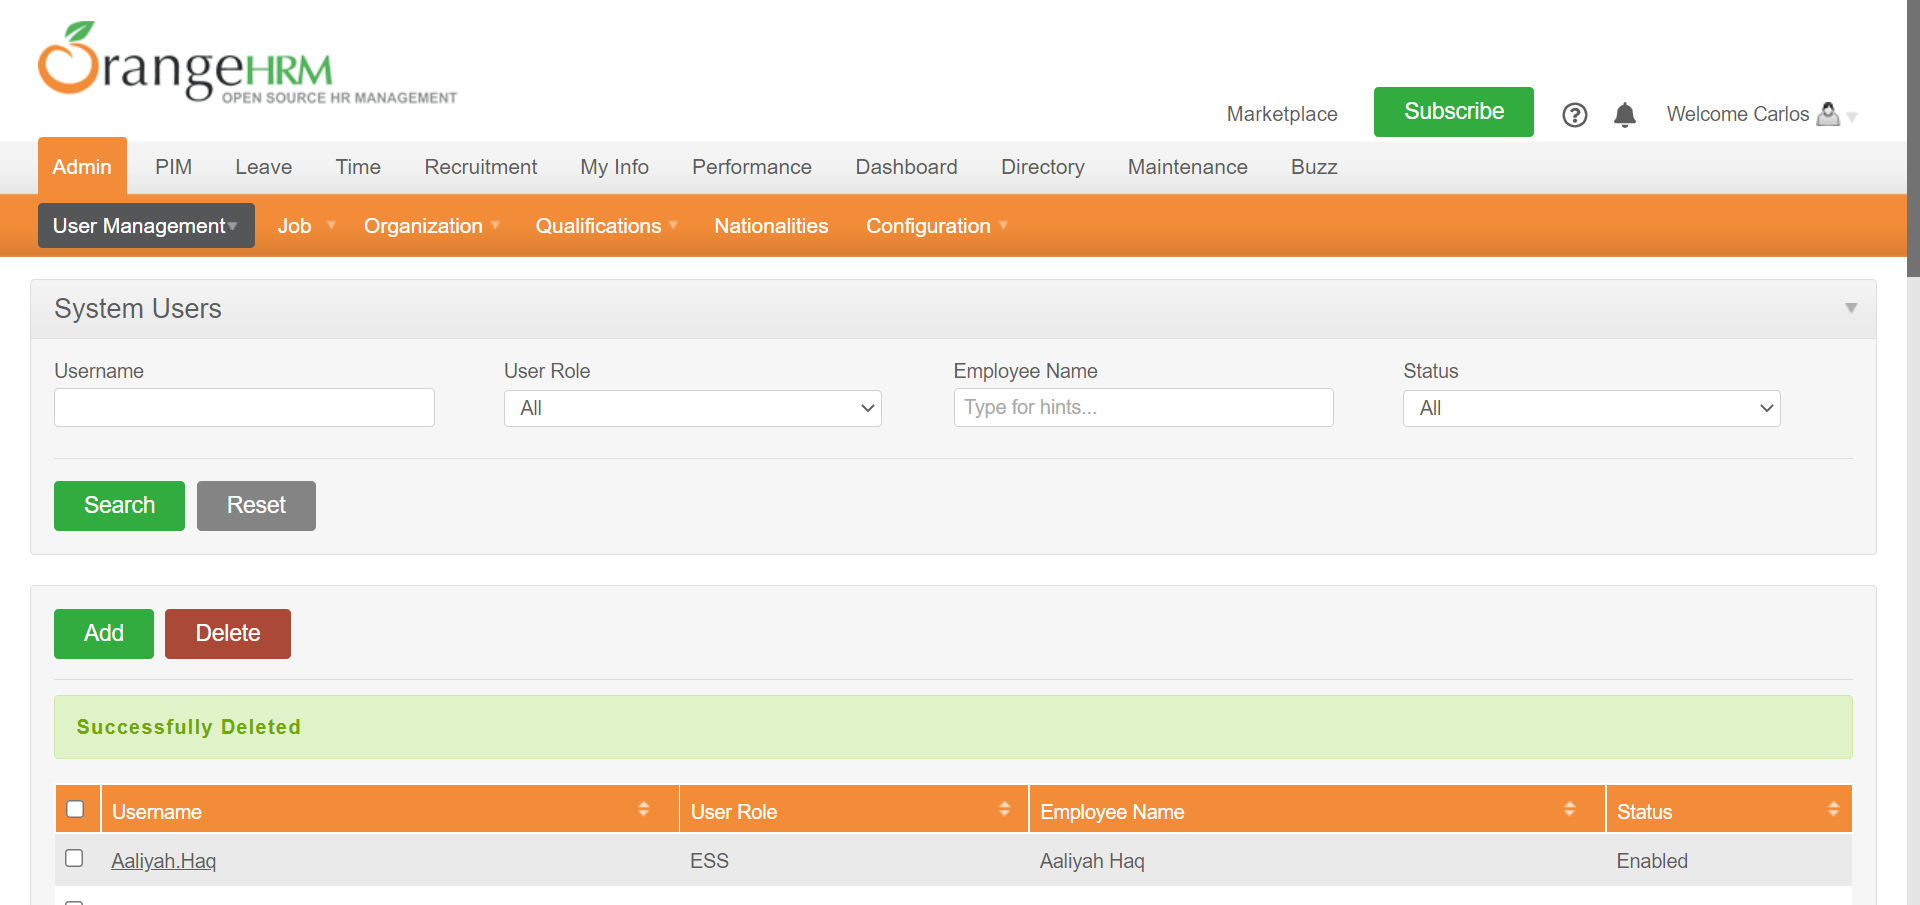 OrangeHRM
OPEN SOURCE HR MANAGEMENT
Marketplace
Subscribe
Welcome Carlos
Admin PIM Leave Time Recruitment My Info Performance Dashboard Directory Maintenance Buzz
User Management Job Organization Qualifications Nationalities Configuration
System Users
Username User Role Employee Name Status
All Type for hints... All
Search Reset
Add Delete
Successfully Deleted
Username User Role Employee Name Status
Aaliyah.Haq ESS Aaliyah Haq Enabled